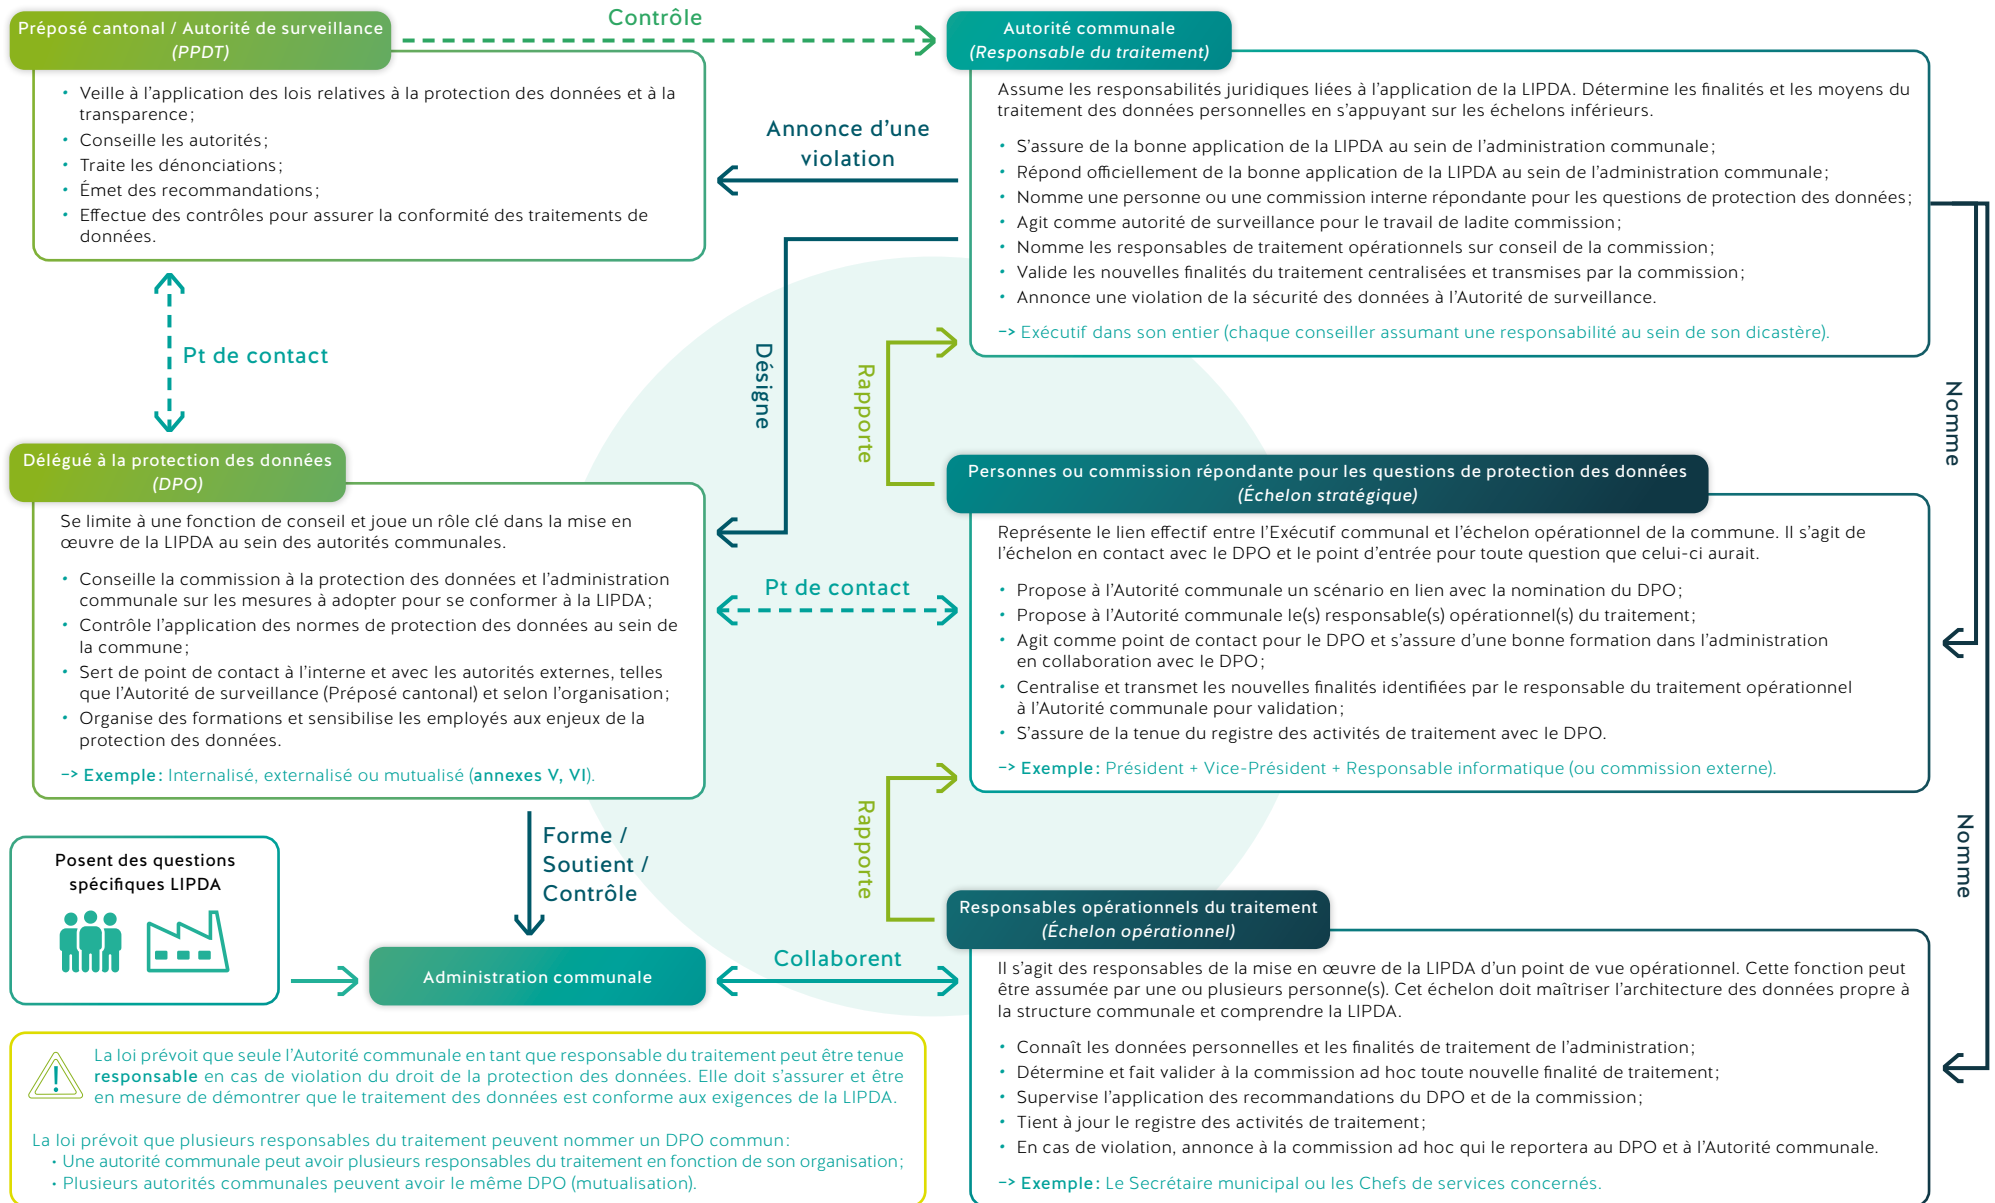 Préposé cantonal / Autorité de surveillance
(PPDT)
• Veille à l'application des lois relatives à la protection des données et à la
transparence;
• Conseille les autorités;
• Traite les dénonciations;
• Émet des recommandations;
• Effectue des contrôles pour assurer la conformité des traitements de
données.
Contrôle
Autorité communale
(Responsable du traitement)
Assume les responsabilités juridiques liées à l'application de la LIPDA. Détermine les finalités et les moyens du
traitement des données personnelles en s'appuyant sur les échelons inférieurs.
• S'assure de la bonne application de la LIPDA au sein de l'administration communale;
• Répond officiellement de la bonne application de la LIPDA au sein de l'administration communale;
• Nomme une personne ou une commission interne répondante pour les questions de protection des données;
• Agit comme autorité de surveillance pour le travail de ladite commission;
• Nomme les responsables de traitement opérationnels sur conseil de la commission;
• Valide les nouvelles finalités du traitement centralisées et transmises par la commission;
• Annonce une violation de la sécurité des données à l'Autorité de surveillance.
–> Exécutif dans son entier (chaque conseiller assumant une responsabilité au sein de son dicastère).
Annonce d'une
violation
Pt de contact
Désigne
Rapporte
Nomme
Délégué à la protection des données
(DPO)
Se limite à une fonction de conseil et joue un rôle clé dans la mise en
œuvre de la LIPDA au sein des autorités communales.
• Conseille la commission à la protection des données et l'administration
communale sur les mesures à adopter pour se conformer à la LIPDA;
• Contrôle l'application des normes de protection des données au sein de
la commune;
• Sert de point de contact à l'interne et avec les autorités externes, telles
que l'Autorité de surveillance (Préposé cantonal) et selon l'organisation;
• Organise des formations et sensibilise les employés aux enjeux de la
protection des données.
–> Exemple: Internalisé, externalisé ou mutualisé (annexes V, VI).
Pt de contact
Personnes ou commission répondante pour les questions de protection des données
(Échelon stratégique)
Représente le lien effectif entre l'Exécutif communal et l'échelon opérationnel de la commune. Il s'agit de
l'échelon en contact avec le DPO et le point d'entrée pour toute question que celui-ci aurait.
• Propose à l'Autorité communale un scénario en lien avec la nomination du DPO;
• Propose à l'Autorité communale le(s) responsable(s) opérationnel(s) du traitement;
• Agit comme point de contact pour le DPO et s'assure d'une bonne formation dans l'administration
en collaboration avec le DPO;
• Centralise et transmet les nouvelles finalités identifiées par le responsable du traitement opérationnel
à l'Autorité communale pour validation;
• S'assure de la tenue du registre des activités de traitement avec le DPO.
–> Exemple: Président + Vice-Président + Responsable informatique (ou commission externe).
Forme /
Soutient /
Contrôle
Rapporte
Nomme
Posent des questions
spécifiques LIPDA
Administration communale
Collaborent
Responsables opérationnels du traitement
(Échelon opérationnel)
Il s'agit des responsables de la mise en œuvre de la LIPDA d'un point de vue opérationnel. Cette fonction peut
être assumée par une ou plusieurs personne(s). Cet échelon doit maîtriser l'architecture des données propre à
la structure communale et comprendre la LIPDA.
• Connaît les données personnelles et les finalités de traitement de l'administration;
• Détermine et fait valider à la commission ad hoc toute nouvelle finalité de traitement;
• Supervise l'application des recommandations du DPO et de la commission;
• Tient à jour le registre des activités de traitement;
• En cas de violation, annonce à la commission ad hoc qui le reportera au DPO et à l'Autorité communale.
–> Exemple: Le Secrétaire municipal ou les Chefs de services concernés.
La loi prévoit que seule l'Autorité communale en tant que responsable du traitement peut être tenue
responsable en cas de violation du droit de la protection des données. Elle doit s'assurer et être
en mesure de démontrer que le traitement des données est conforme aux exigences de la LIPDA.
La loi prévoit que plusieurs responsables du traitement peuvent nommer un DPO commun:
• Une autorité communale peut avoir plusieurs responsables du traitement en fonction de son organisation;
• Plusieurs autorités communales peuvent avoir le même DPO (mutualisation).